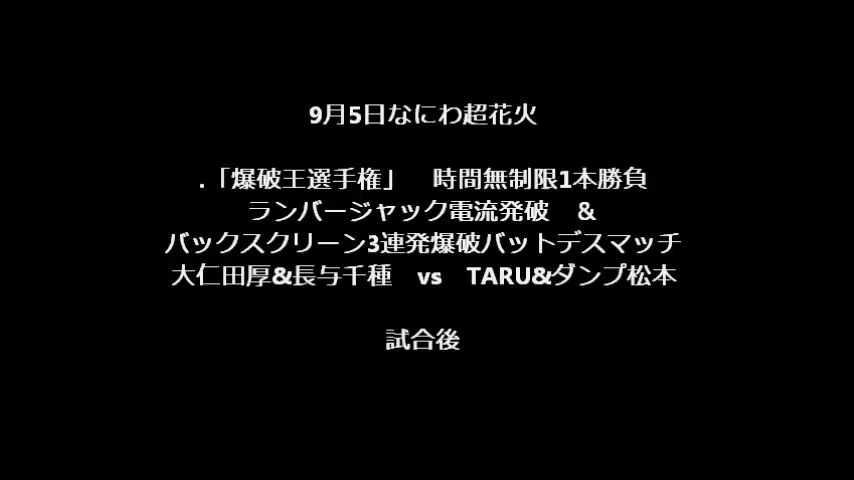 9月5日なにわ超花火
.「爆破王選手権」　時間無制限1本勝負
ランバージャック電流発破　＆
バックスクリーン3連発爆破バットデスマッチ
大仁田厚&長与千種　vs　TARU&ダンプ松本
試合後